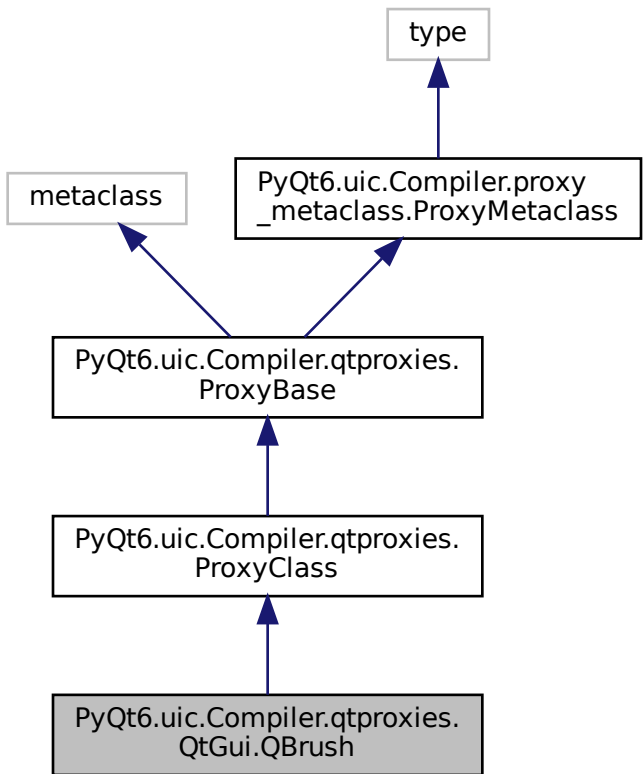 type
PyQt6.uic.Compiler.proxy
_metaclass.ProxyMetaclass
metaclass
PyQt6.uic.Compiler.qtproxies.
ProxyBase
PyQt6.uic.Compiler.qtproxies.
ProxyClass
PyQt6.uic.Compiler.qtproxies.
QtGui.QBrush